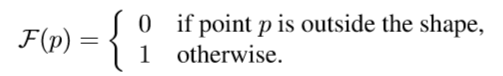 F(p) = { 0 if point p is outside the shape,
1 otherwise.